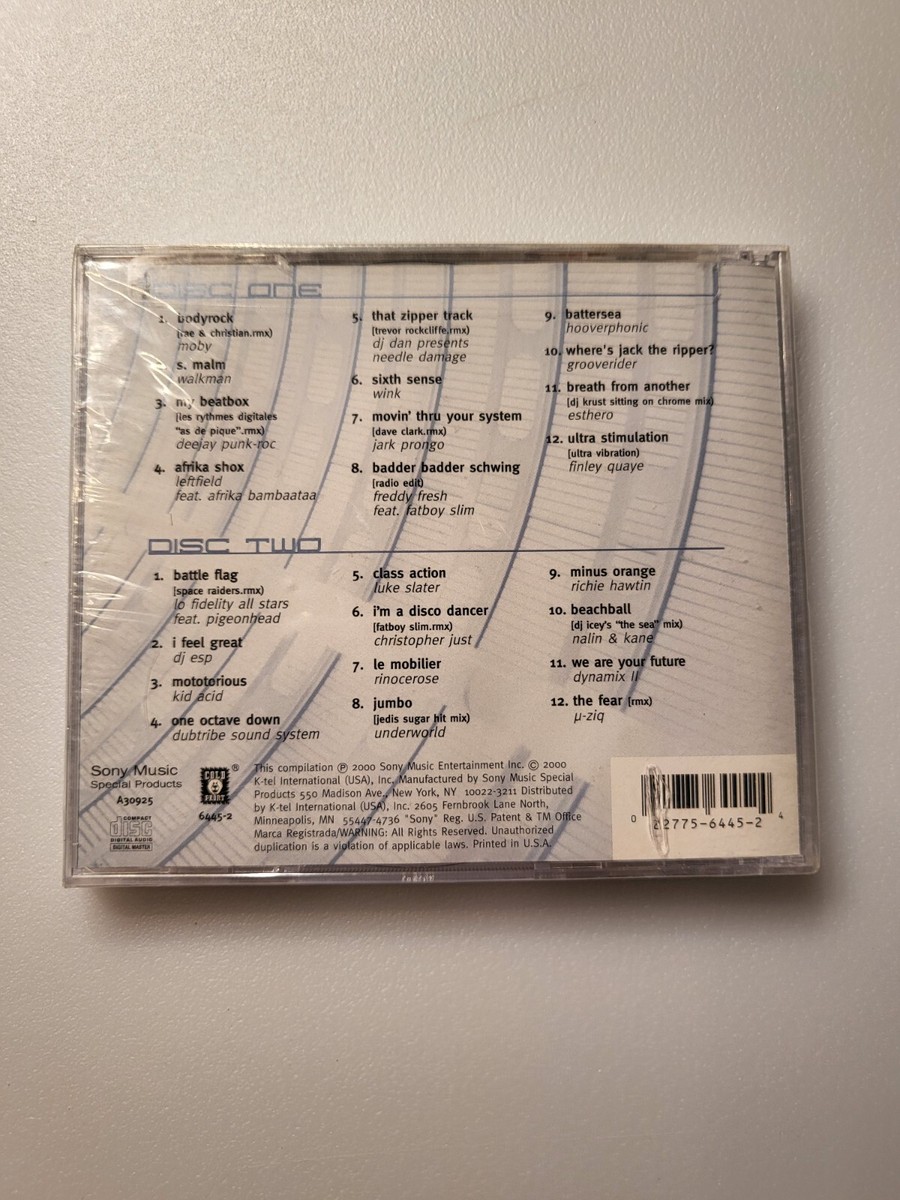 DISC ONE
1. bodyrock
[rae & christian.rmx]
moby
s. malm
walkman
3. my beatbox
[les rythmes digitales
"as de pique".rmx]
deejay punk-roc
4. afrika shox
leftfield
feat. afrika bambaataa
5. that zipper track
[trevor rockcliffe.rmx]
dj dan presents
needle damage
6. sixth sense
wink
7. movin' thru your system
[dave clark.rmx]
jark prongo
8. badder badder schwing
[radio edit]
freddy fresh
feat. fatboy slim
9. battersea
hooverphonic
10. where's jack the ripper?
grooverider
11. breath from another
[dj krust sitting on chrome mix]
esthero
12. ultra stimulation
[ultra vibration]
finley quaye
DISC TWO
1. battle flag
[space raiders.rmx]
lo fidelity all stars
feat. pigeonhead
2. i feel great
dj esp
3. mototorious
kid acid
4. one octave down
dubtribe sound system
5. class action
luke slater
6. i'm a disco dancer
[fatboy slim.rmx]
christopher just
7. le mobilier
rinocerose
8. jumbo
[jedis sugar hit mix]
underworld
9. minus orange
richie hawtin
10. beachball
[dj icey's "the sea" mix]
nalin & kane
11. we are your future
dynamix II
12. the fear [rmx]
µ-ziq
Sony Music
Special Products
A30925
COMPACT
disc
DIGITAL AUDIO
DIGITAL MASTER
COLD
FRONT
®
6445-2
This compilation ℗ 2000 Sony Music Entertainment Inc. © 2000
K-tel International (USA), Inc. Manufactured by Sony Music Special
Products 550 Madison Ave., New York, NY 10022-3211 Distributed
by K-tel International (USA), Inc. 2605 Fernbrook Lane North,
Minneapolis, MN 55447-4736 "Sony" Reg. U.S. Patent & TM Office
Marca Registrada/WARNING: All Rights Reserved. Unauthorized
duplication is a violation of applicable laws. Printed in U.S.A.
0 22775-6445-2 4